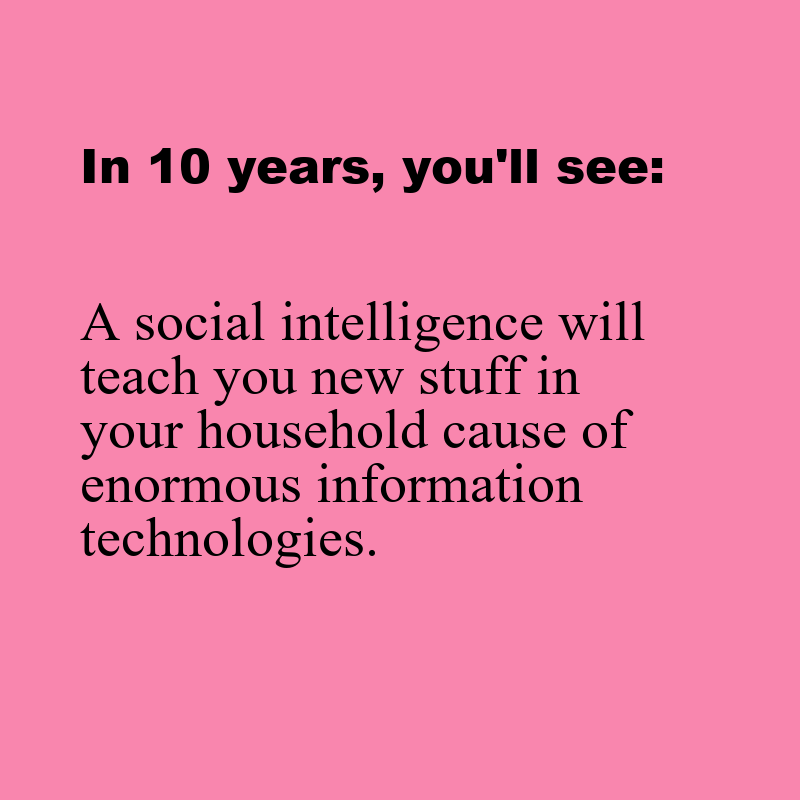 In 10 years, you'll see:
A social intelligence will
teach you new stuff in
your household cause of
enormous information
technologies.